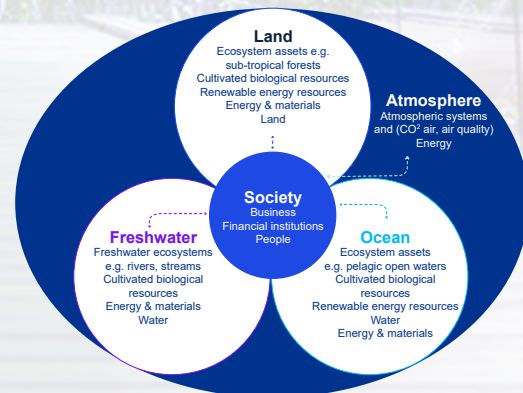 Land
Ecosystem assets e.g.
sub-tropical forests
Cultivated biological resources
Renewable energy resources
Energy & materials
Land
Atmosphere
Atmospheric systems
and (CO² air, air quality)
Energy
Society
Business
Financial institutions
People
Freshwater
Freshwater ecosystems
e.g. rivers, streams
Cultivated biological
resources
Energy & materials
Water
Ocean
Ecosystem assets
e.g. pelagic open waters
Cultivated biological
resources
Renewable energy resources
Water
Energy & materials